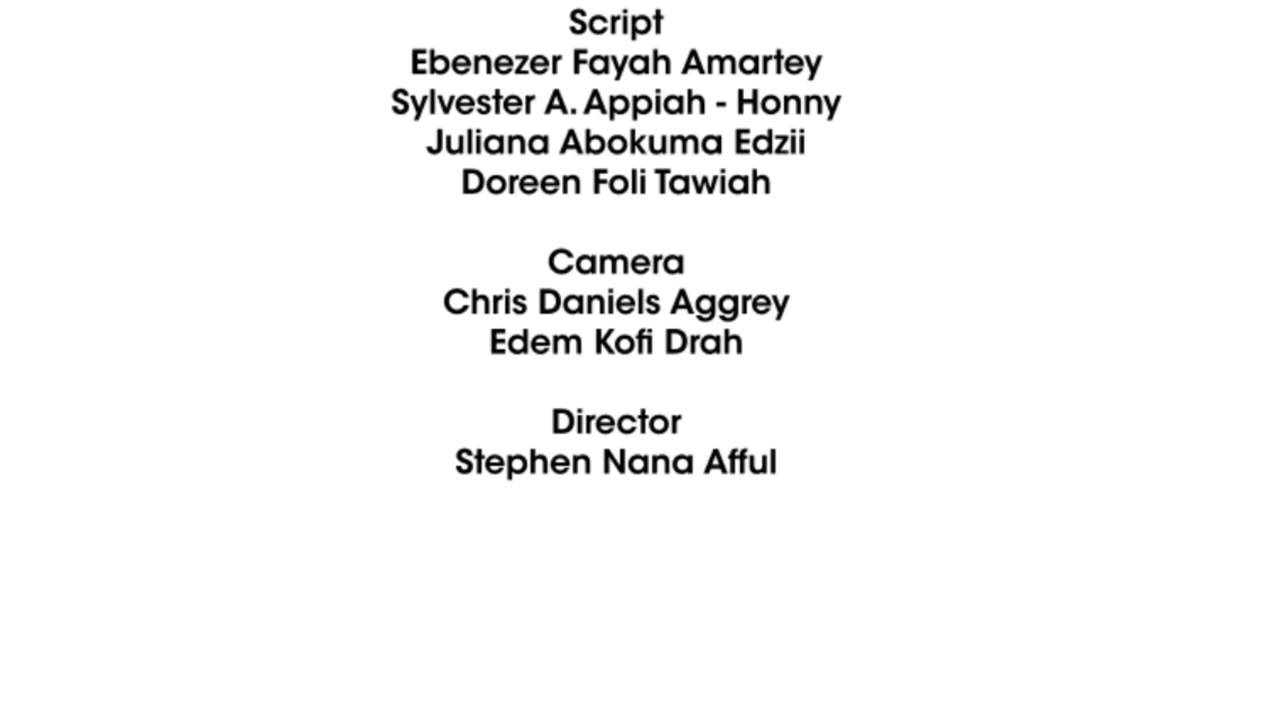 Script
Ebenezer Fayah Amartey
Sylvester A. Appiah - Honny
Juliana Abokuma Edzii
Doreen Foli Tawiah
Camera
Chris Daniels Aggrey
Edem Kofi Drah
Director
Stephen Nana Afful